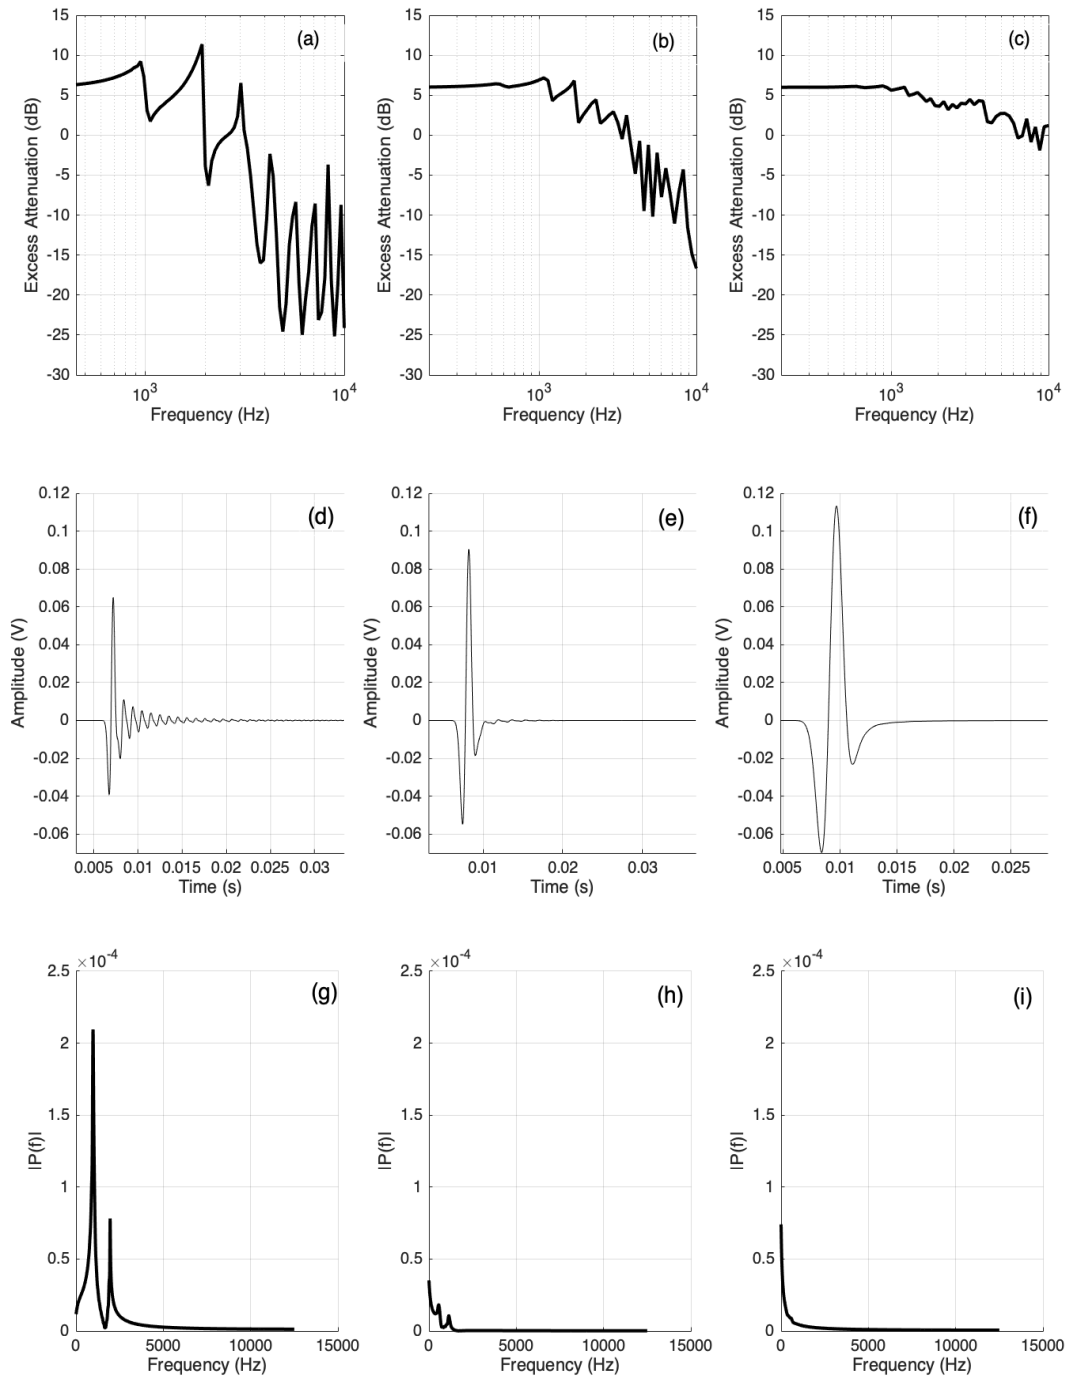 15
10
5
0
-5
-10
-15
-20
-25
-30
Excess Attenuation (dB)
(a)
10³ 10⁴
Frequency (Hz)
15
10
5
0
-5
-10
-15
-20
-25
-30
Excess Attenuation (dB)
(b)
10³ 10⁴
Frequency (Hz)
15
10
5
0
-5
-10
-15
-20
-25
-30
Excess Attenuation (dB)
(c)
10³ 10⁴
Frequency (Hz)
0.12
0.1
0.08
0.06
0.04
0.02
0
-0.02
-0.04
-0.06
Amplitude (V)
(d)
0.005 0.01 0.015 0.02 0.025 0.03
Time (s)
0.12
0.1
0.08
0.06
0.04
0.02
0
-0.02
-0.04
-0.06
Amplitude (V)
(e)
0.01 0.02 0.03
Time (s)
0.12
0.1
0.08
0.06
0.04
0.02
0
-0.02
-0.04
-0.06
Amplitude (V)
(f)
0.005 0.01 0.015 0.02 0.025
Time (s)
2.5 ×10⁻⁴
2
1.5
1
0.5
0
|P(f)|
(g)
0 5000 10000 15000
Frequency (Hz)
2.5 ×10⁻⁴
2
1.5
1
0.5
0
|P(f)|
(h)
0 5000 10000 15000
Frequency (Hz)
2.5 ×10⁻⁴
2
1.5
1
0.5
0
|P(f)|
(i)
0 5000 10000 15000
Frequency (Hz)